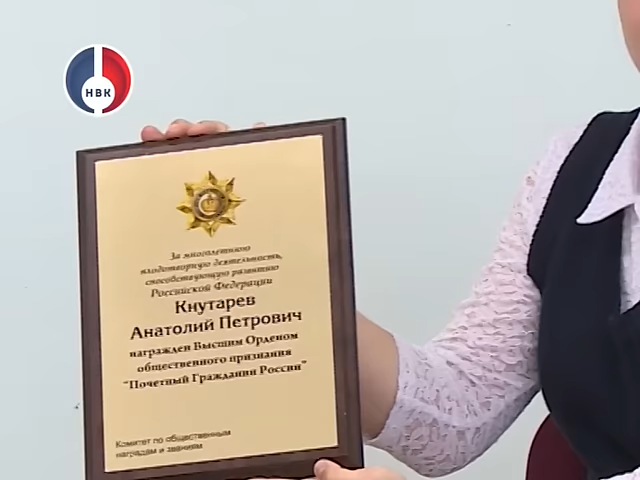 НВК
За многолетнюю
плодотворную деятельность,
способствующую развитию
Российской Федерации
Кнутарев
Анатолий Петрович
награжден Высшим Орденом
общественного признания
"Почетный Гражданин России"
Комитет по общественным
наградам и званиям